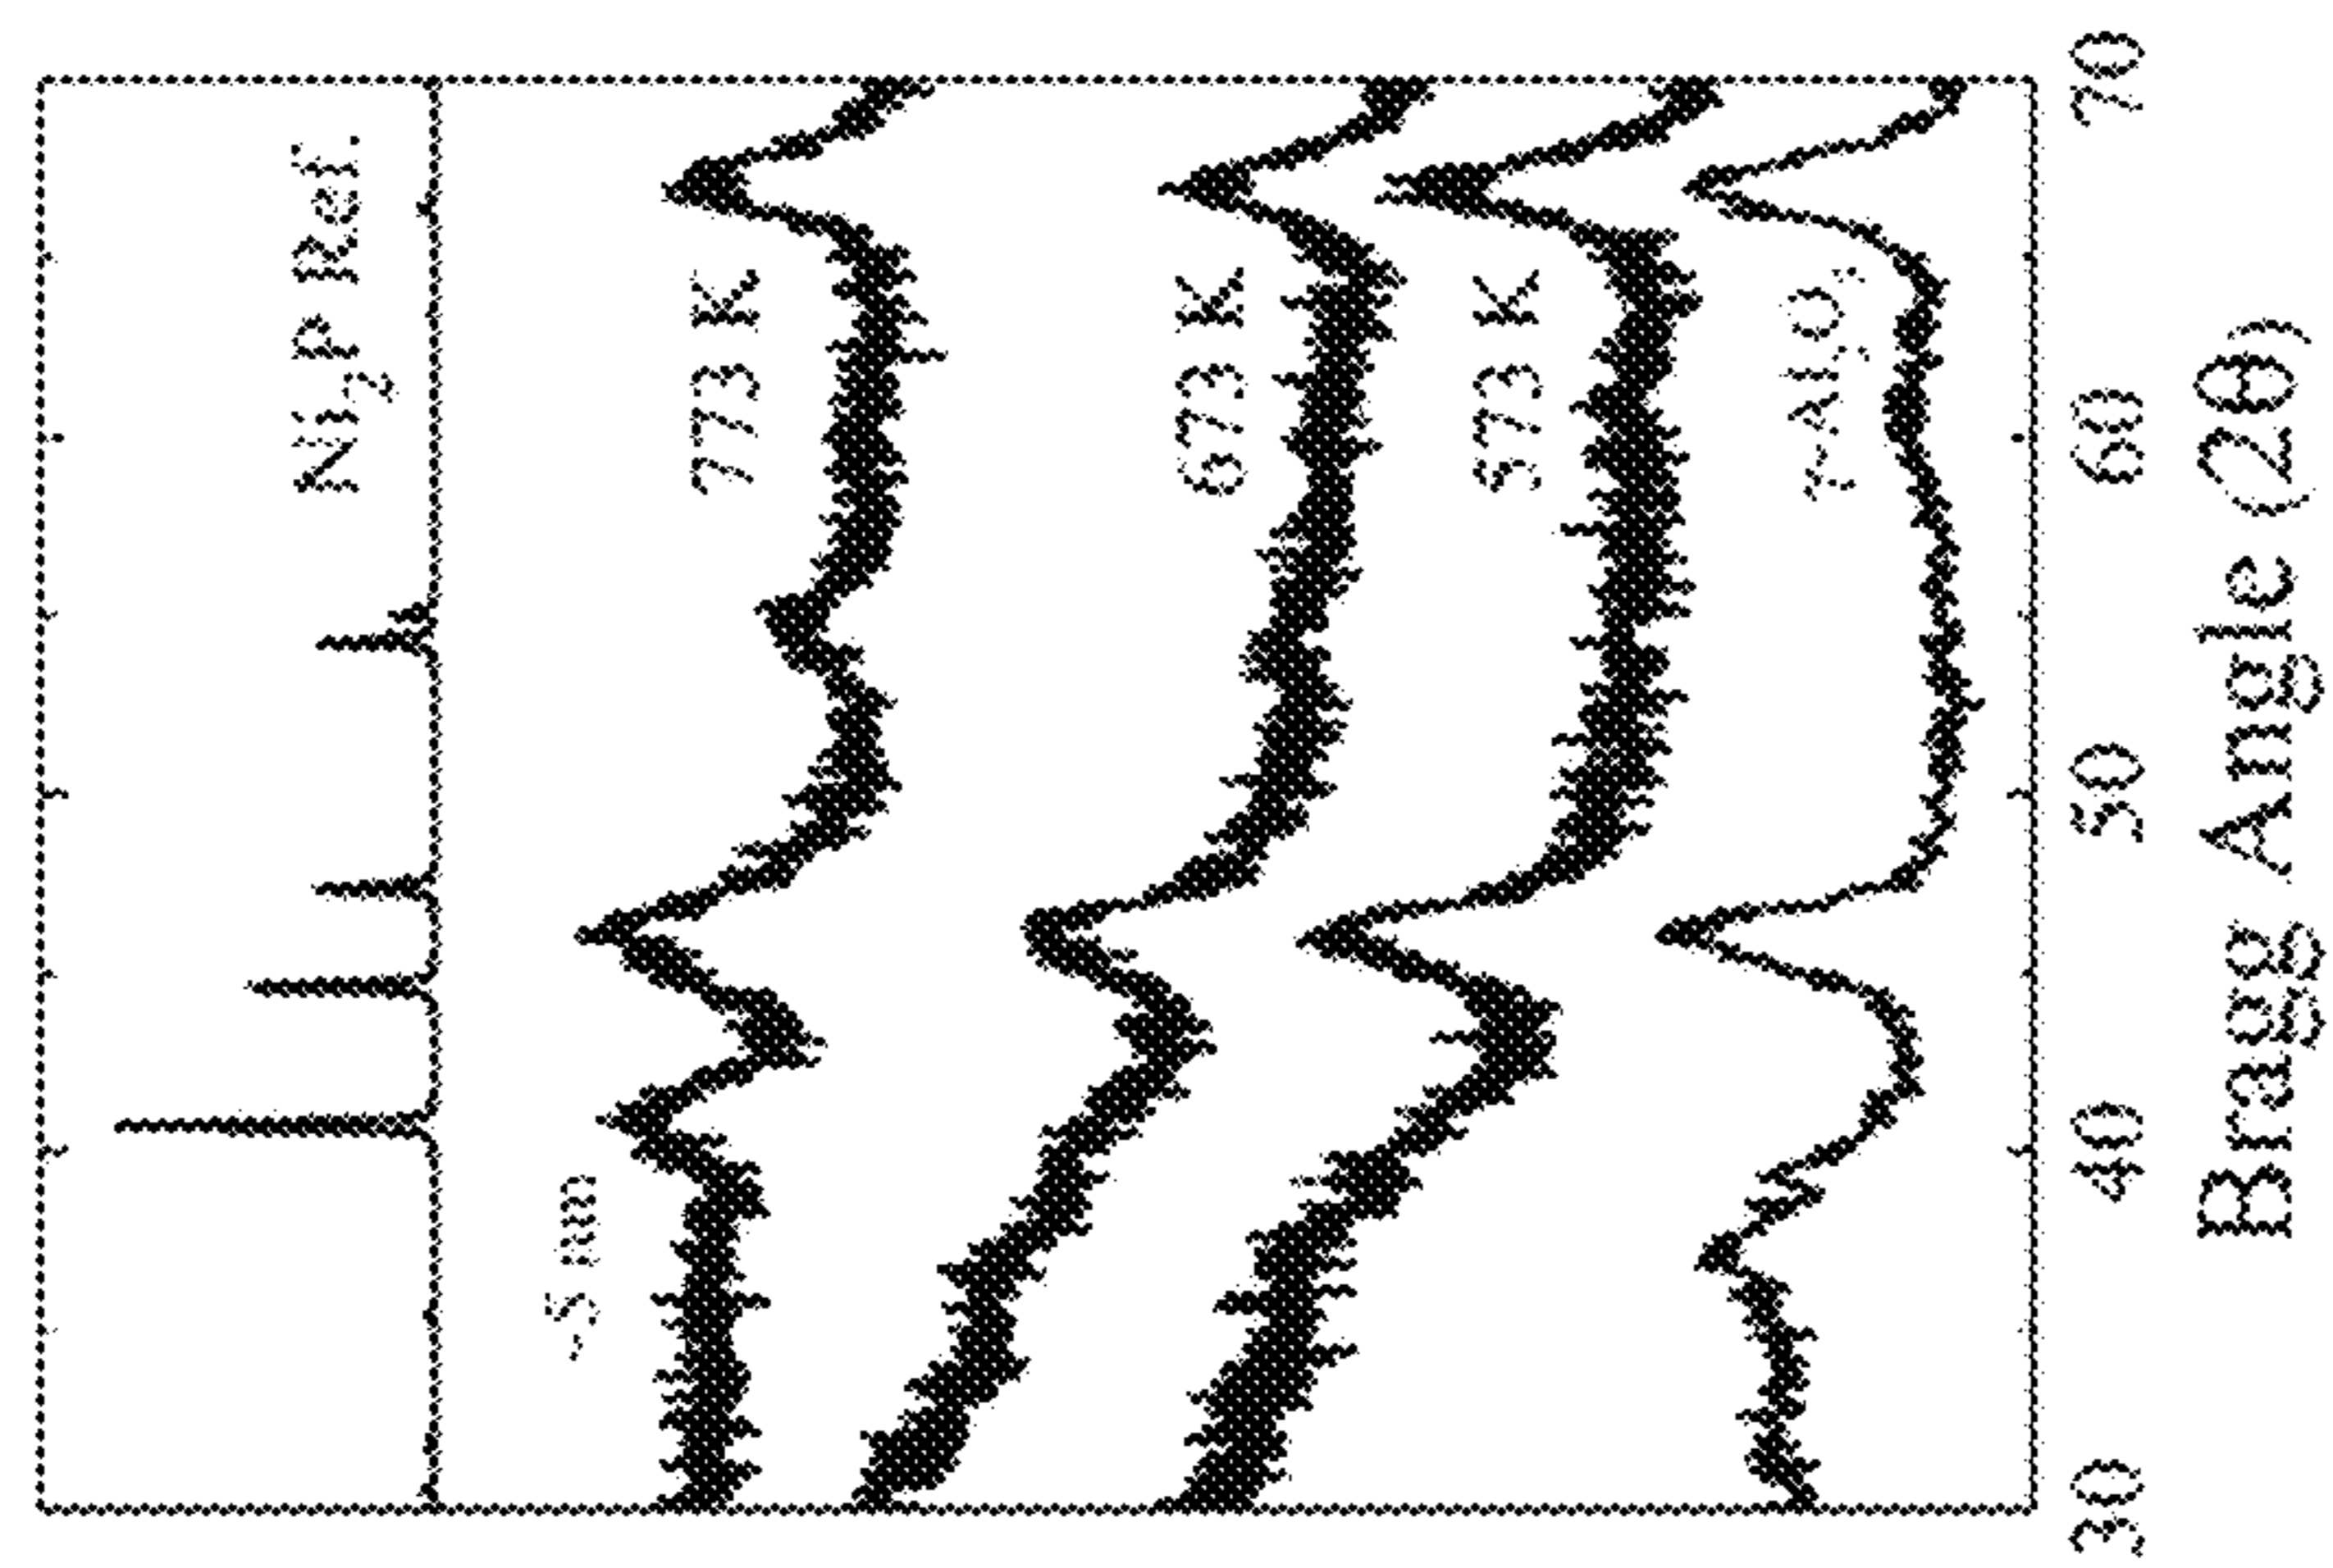 Ni₂P Ref.
~5 nm
773 K
673 K
573 K
γ-Al₂O₃
30 40 50 60 70
Bragg Angle (2θ)